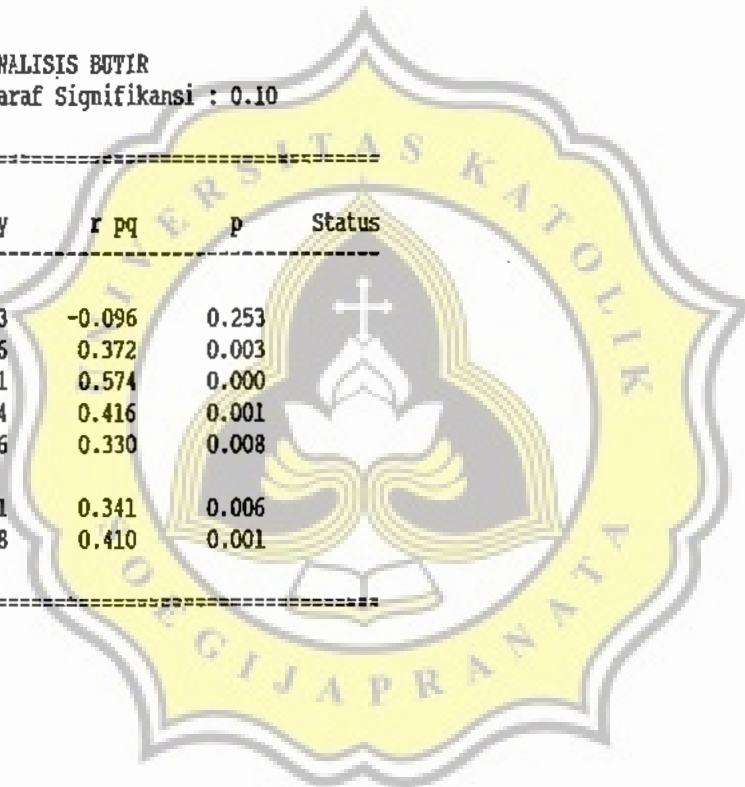 NALISIS BUTIR
araf Signifikansi : 0.10
y r pq p Status
3 -0.096 0.253
6 0.372 0.003
1 0.574 0.000
4 0.416 0.001
6 0.330 0.008
1 0.341 0.006
8 0.410 0.001
UNIVERSITAS KATOLIK
SOEGIJAPRANATA